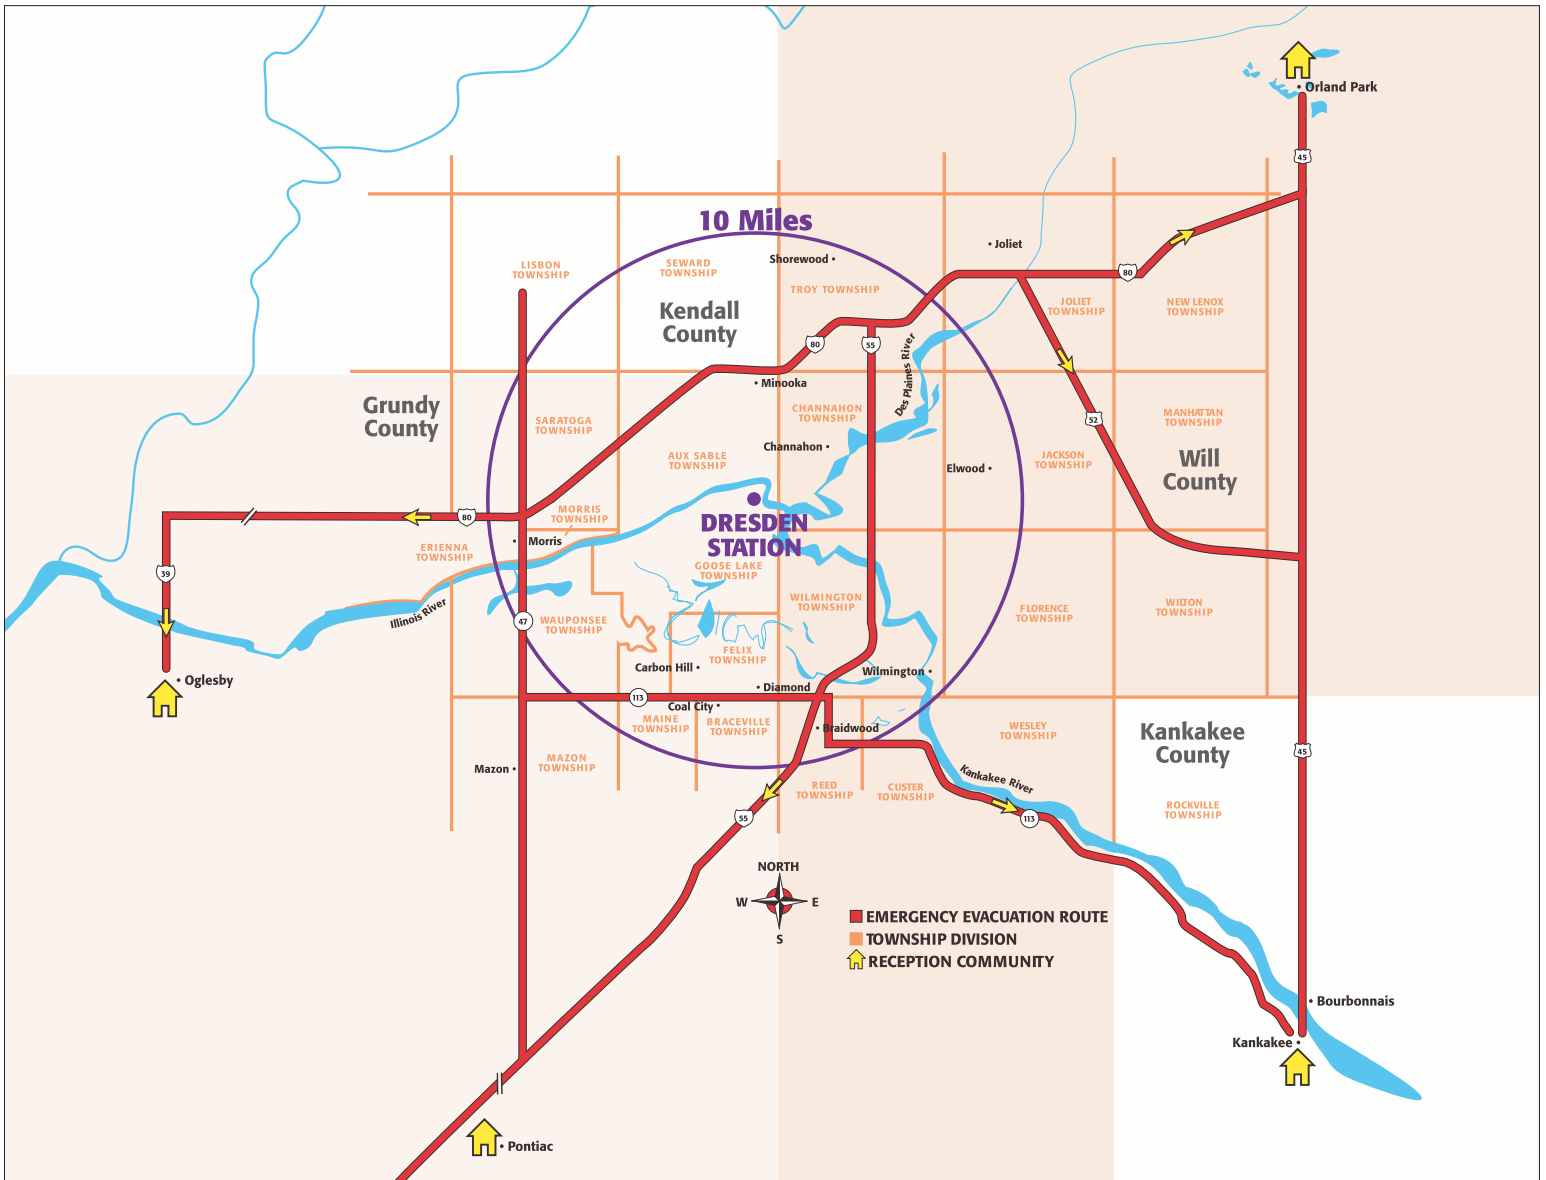 Orland Park
45
10 Miles
Joliet
Shorewood
LISBON
TOWNSHIP
SEWARD
TOWNSHIP
80
TROY TOWNSHIP
JOLIET
TOWNSHIP
NEW LENOX
TOWNSHIP
Kendall
County
80
55
Des Plaines River
Minooka
Grundy
County
SARATOGA
TOWNSHIP
CHANNAHON
TOWNSHIP
52
MANHATTAN
TOWNSHIP
Channahon
AUX SABLE
TOWNSHIP
Elwood
JACKSON
TOWNSHIP
Will
County
80
MORRIS
TOWNSHIP
DRESDEN
STATION
Morris
ERIENNA
TOWNSHIP
39
GOOSE LAKE
TOWNSHIP
Illinois River
47
WAUPONSEE
TOWNSHIP
WILMINGTON
TOWNSHIP
FLORENCE
TOWNSHIP
WILTON
TOWNSHIP
FELIX
TOWNSHIP
Carbon Hill
Wilmington
Oglesby
Diamond
113
Coal City
MAINE
TOWNSHIP
BRACEVILLE
TOWNSHIP
Braidwood
WESLEY
TOWNSHIP
Kankakee
County
45
Mazon
MAZON
TOWNSHIP
REED
TOWNSHIP
CUSTER
TOWNSHIP
Kankakee River
ROCKVILLE
TOWNSHIP
55
113
NORTH
W
E
S
EMERGENCY EVACUATION ROUTE
TOWNSHIP DIVISION
RECEPTION COMMUNITY
Bourbonnais
Kankakee
Pontiac